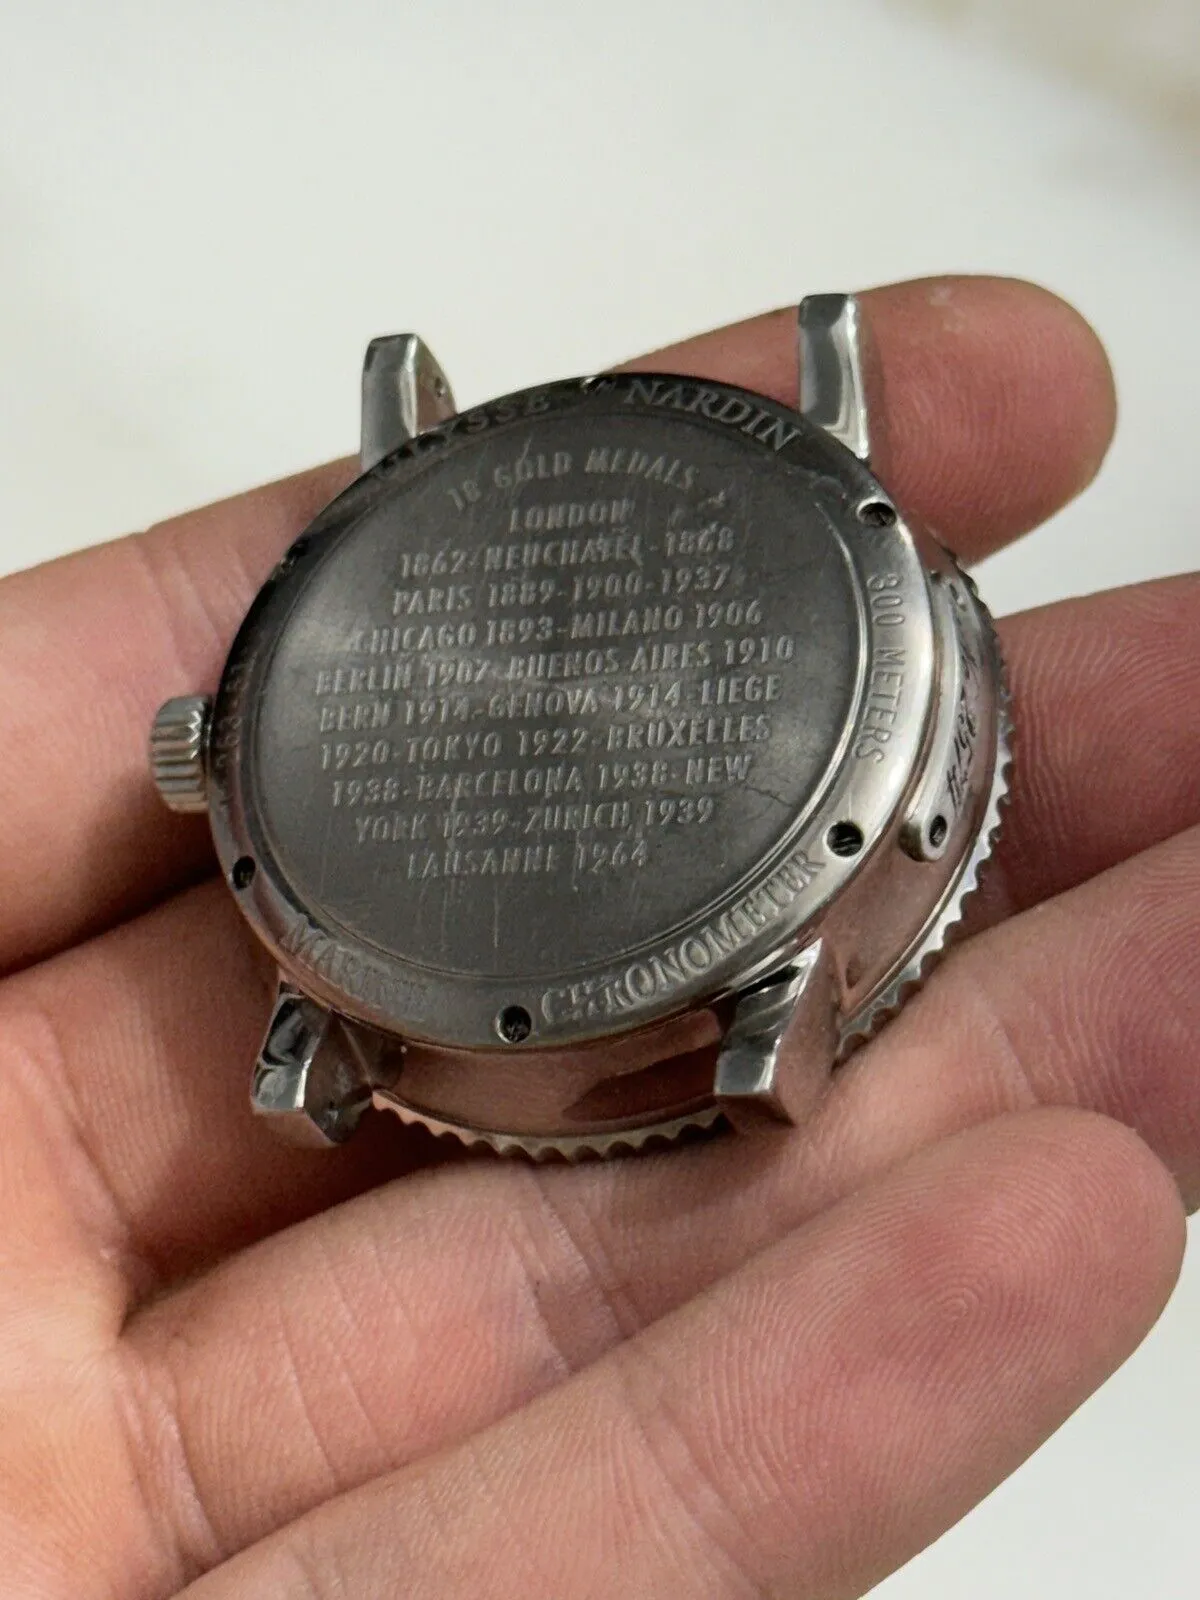 ULYSSE NARDIN
18 GOLD MEDALS
LONDON
1862-NEUCHATEL-1868
PARIS 1889-1900-1937
CHICAGO 1893-MILANO 1906
BERLIN 1907-BUENOS AIRES 1910
BERN 1914-GENOVA 1914-LIEGE
1920-TOKYO 1922-BRUXELLES
1938-BARCELONA 1938-NEW
YORK 1939-ZURICH 1939
LAUSANNE 1964
MARINE CHRONOMETER
300 METERS